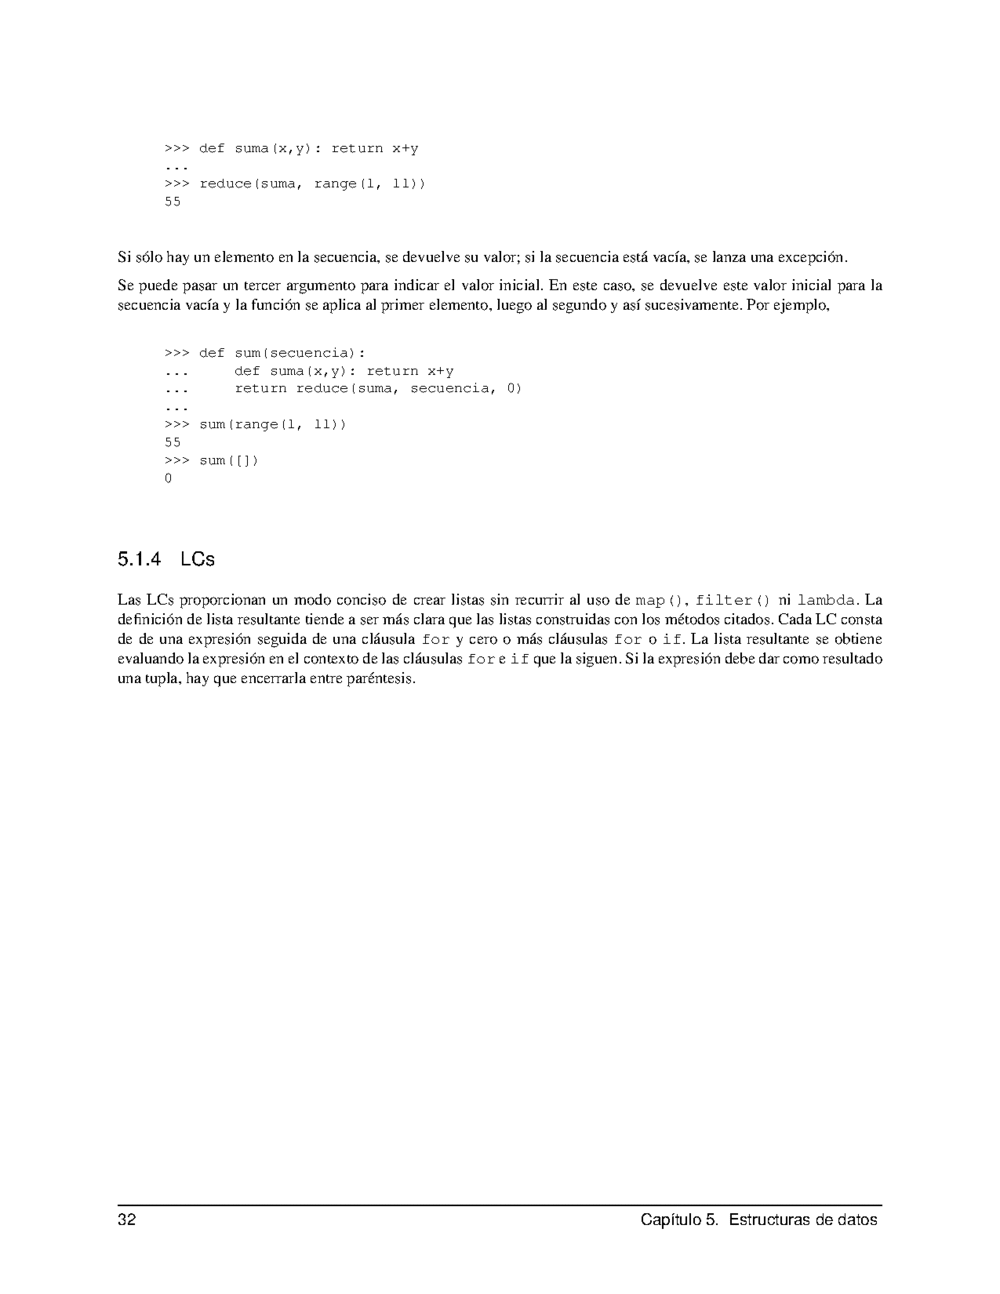 >>> def suma(x,y): return x+y
...
>>> reduce(suma, range(1, 11))
55
Si sólo hay un elemento en la secuencia, se devuelve su valor; si la secuencia está vacía, se lanza una excepción.
Se puede pasar un tercer argumento para indicar el valor inicial. En este caso, se devuelve este valor inicial para la
secuencia vacía y la función se aplica al primer elemento, luego al segundo y así sucesivamente. Por ejemplo,
>>> def sum(secuencia):
...     def suma(x,y): return x+y
...     return reduce(suma, secuencia, 0)
...
>>> sum(range(1, 11))
55
>>> sum([])
0
5.1.4 LCs
Las LCs proporcionan un modo conciso de crear listas sin recurrir al uso de map(), filter() ni lambda. La
definición de lista resultante tiende a ser más clara que las listas construidas con los métodos citados. Cada LC consta
de de una expresión seguida de una cláusula for y cero o más cláusulas for o if. La lista resultante se obtiene
evaluando la expresión en el contexto de las cláusulas for e if que la siguen. Si la expresión debe dar como resultado
una tupla, hay que encerrarla entre paréntesis.
32 Capítulo 5. Estructuras de datos